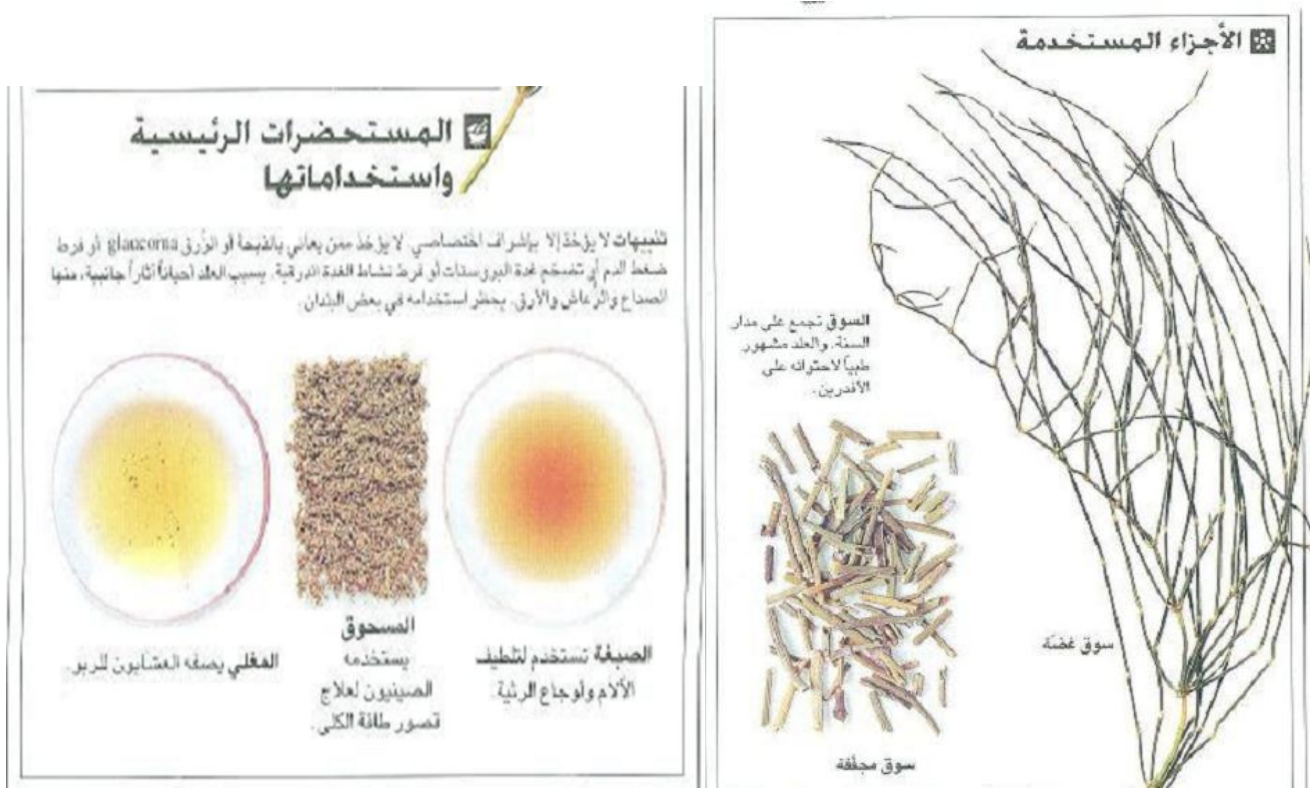 الأجزاء المستخدمة
السوق تجمع على مدار
السنة، والعلد مشهور
طبياً لاحتوائه على
الأفدرين.
سوق غضة
سوق مجففة
المستحضرات الرئيسية
واستخداماتها
تنبيهات لا يؤخذ إلا بإشراف اختصاصي. لا يؤخذ ممن يعاني بالذبحة أو الزرق glaucoma أو فرط
ضغط الدم أو تضخم غدة البروستات أو فرط نشاط الغدة الدرقية. يسبب العلد أحياناً آثاراً جانبية، منها
الصداع والرعاش والأرق. يحظر استخدامه في بعض البلدان.
الصبغة تستخدم لتلطيف
الآلام وأوجاع الرثية.
المسحوق
يستخدمه
الصينيون لعلاج
قصور طاقة الكلى.
المغلي يصفه العشابون للربو.